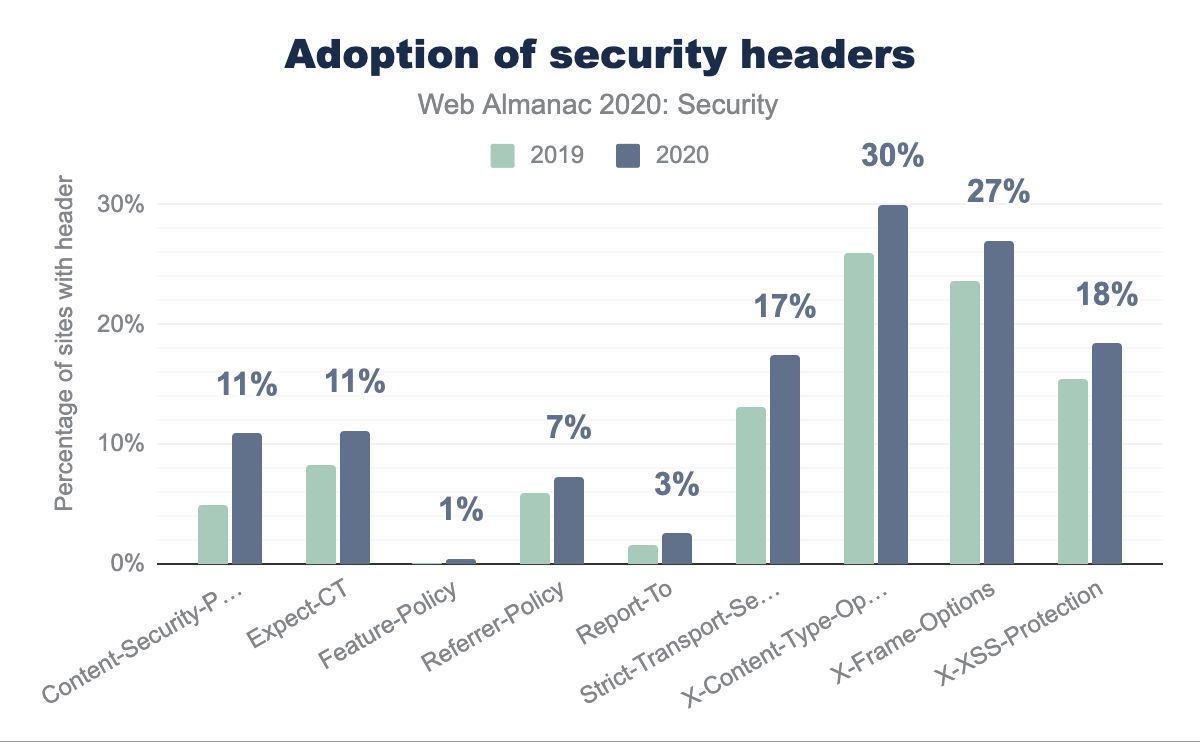 Adoption of security headers
Web Almanac 2020: Security
2019
2020
Percentage of sites with header
30%
20%
10%
0%
11%
11%
1%
7%
3%
17%
30%
27%
18%
Content-Security-P…
Expect-CT
Feature-Policy
Referrer-Policy
Report-To
Strict-Transport-Se…
X-Content-Type-Op…
X-Frame-Options
X-XSS-Protection